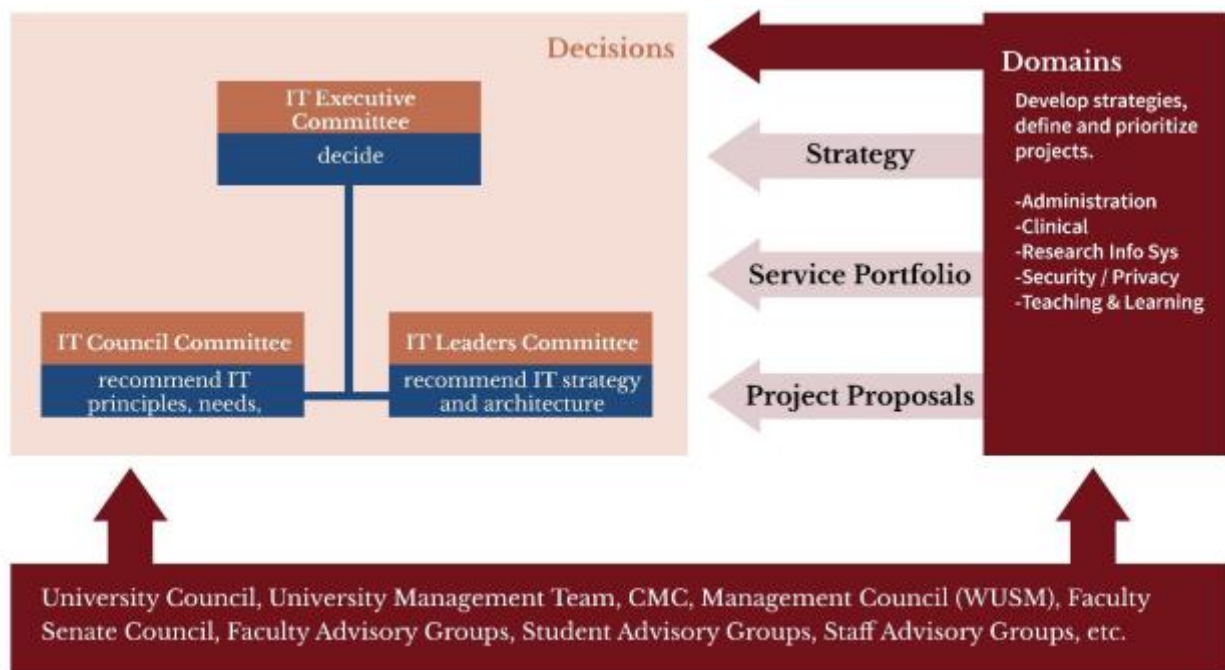 Decisions
IT Executive
Committee
decide
IT Council Committee
recommend IT
principles, needs,
IT Leaders Committee
recommend IT strategy
and architecture
Strategy
Service Portfolio
Project Proposals
Domains
Develop strategies,
define and prioritize
projects.
-Administration
-Clinical
-Research Info Sys
-Security / Privacy
-Teaching & Learning
University Council, University Management Team, CMC, Management Council (WUSM), Faculty
Senate Council, Faculty Advisory Groups, Student Advisory Groups, Staff Advisory Groups, etc.